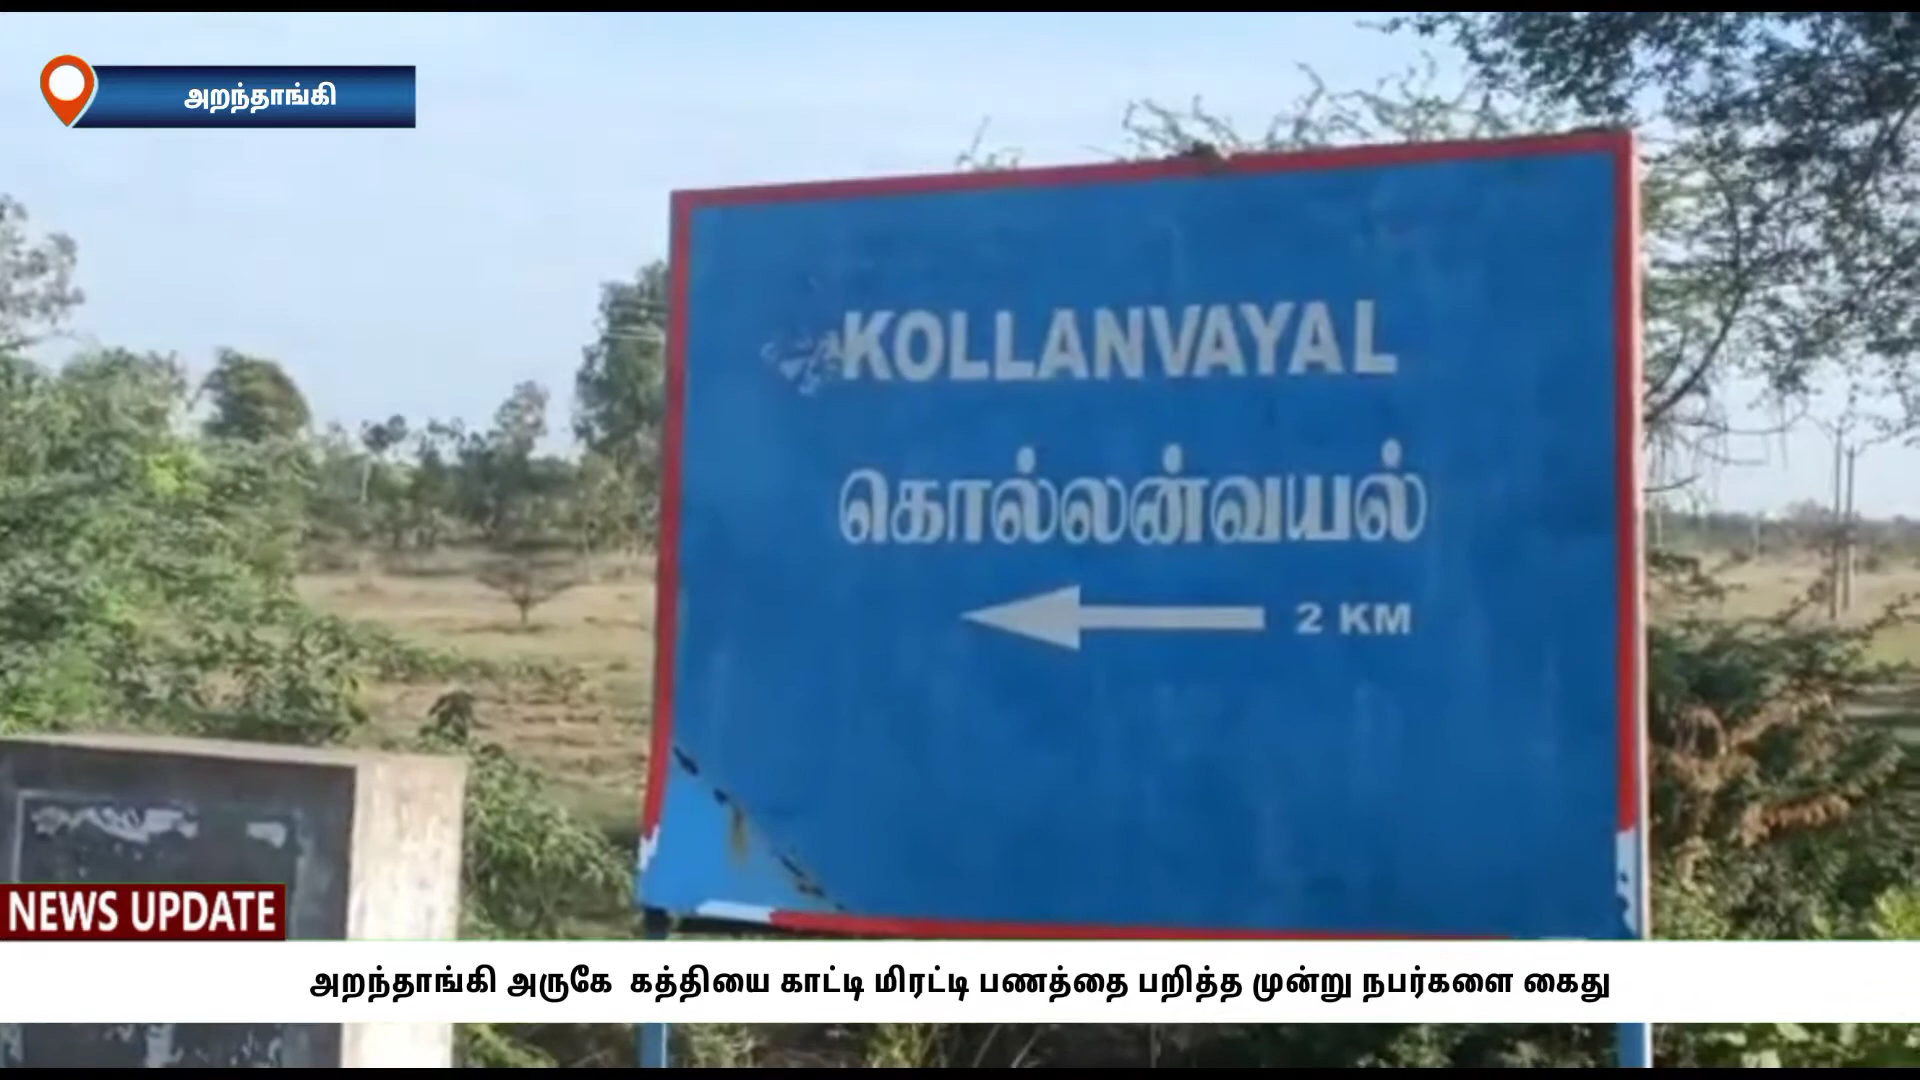 அறந்தாங்கி
KOLLANVAYAL
கொல்லன்வயல்
2 KM
NEWS UPDATE
அறந்தாங்கி அருகே கத்தியை காட்டி மிரட்டி பணத்தை பறித்த முன்று நபர்களை கைது